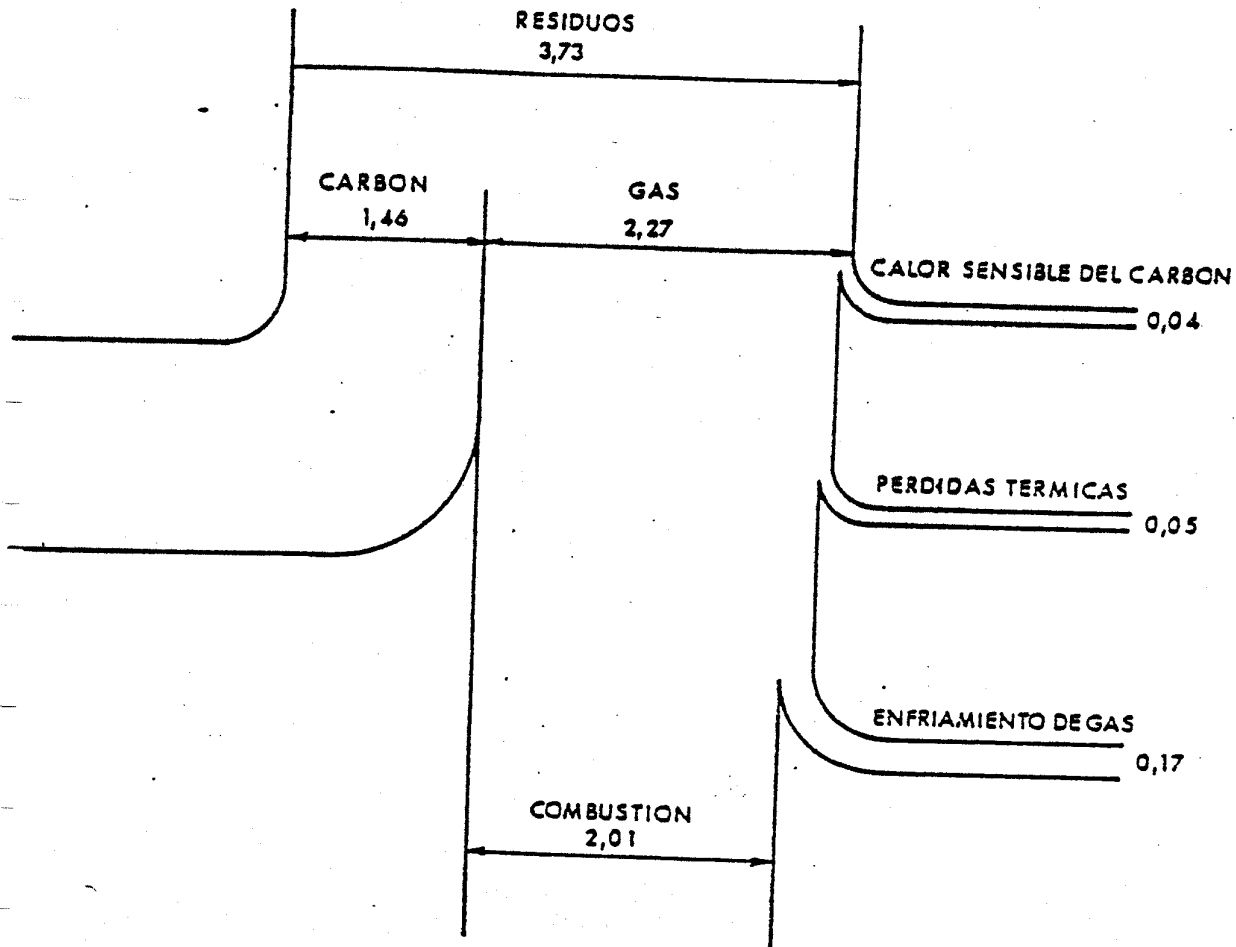 RESIDUOS
3,73
CARBON
1,46
GAS
2,27
CALOR SENSIBLE DEL CARBON
0,04
PERDIDAS TERMICAS
0,05
ENFRIAMIENTO DE GAS
0,17
COMBUSTION
2,01